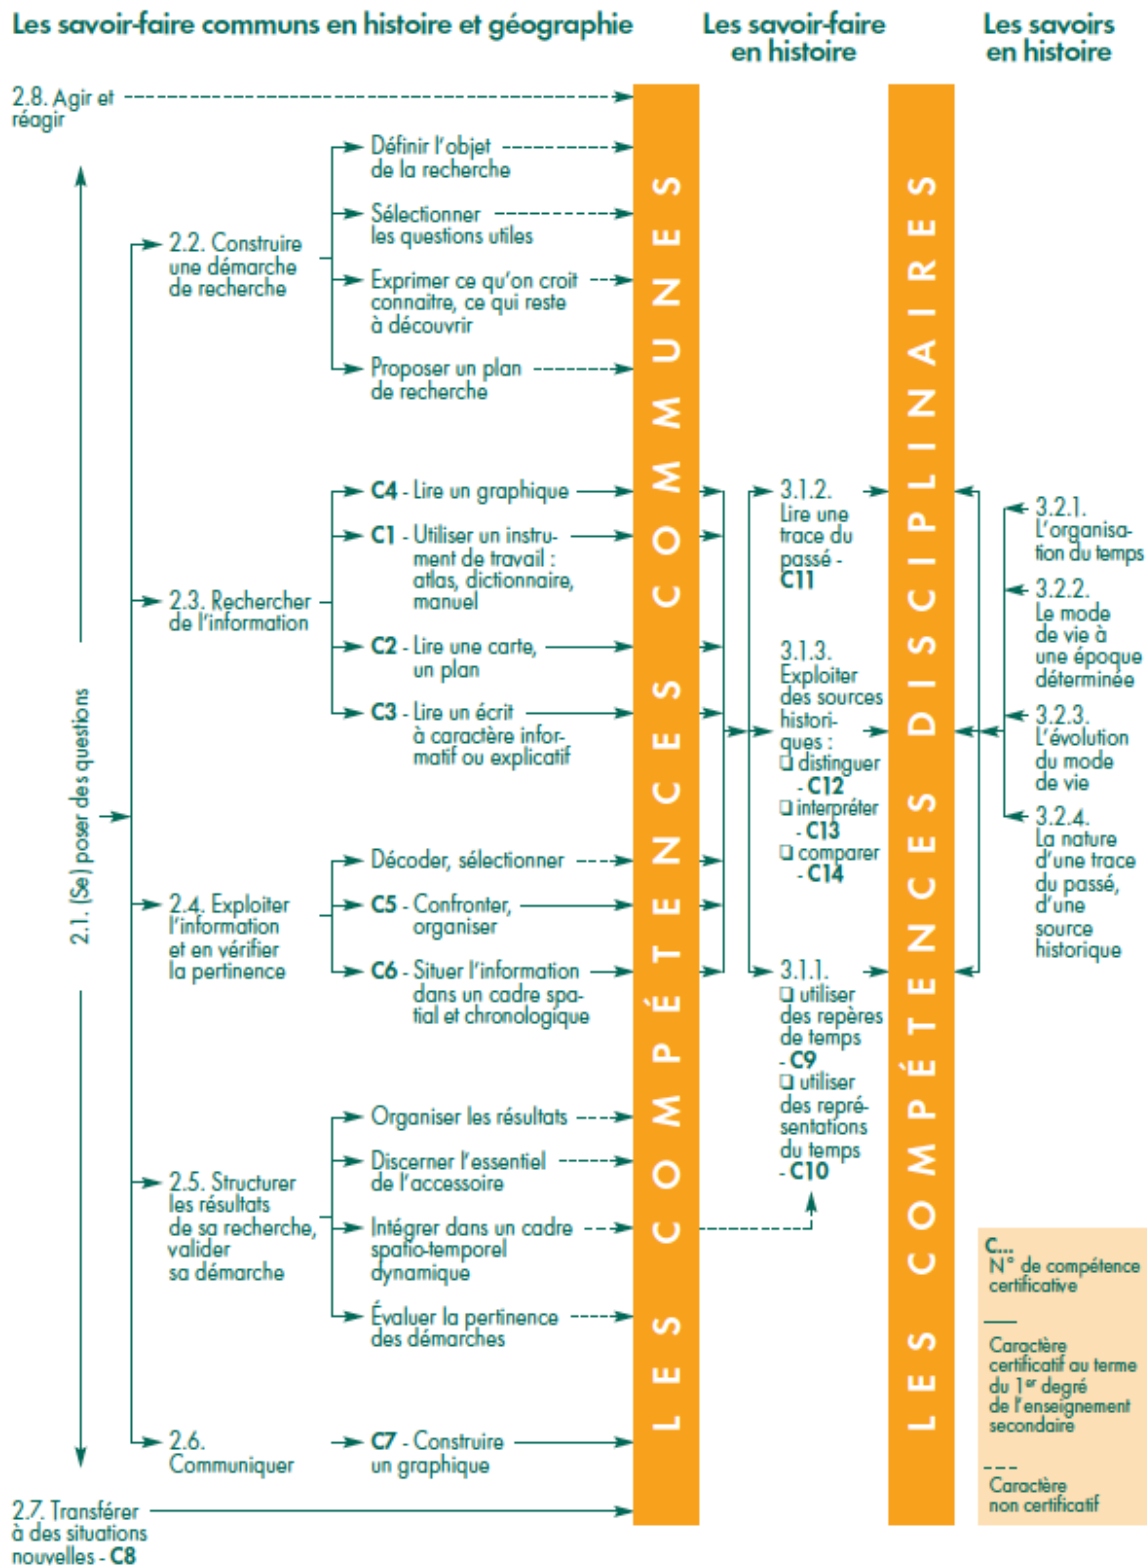 Les savoir-faire communs en histoire et géographie
Les savoir-faire
en histoire
Les savoirs
en histoire
2.8. Agir et
réagir
2.1. (Se) poser des questions
2.2. Construire
une démarche
de recherche
Définir l'objet
de la recherche
Sélectionner
les questions utiles
Exprimer ce qu'on croit
connaitre, ce qui reste
à découvrir
Proposer un plan
de recherche
2.3. Rechercher
de l'information
C4 - Lire un graphique
C1 - Utiliser un instru-
ment de travail :
atlas, dictionnaire,
manuel
C2 - Lire une carte,
un plan
C3 - Lire un écrit
à caractère infor-
matif ou explicatif
2.4. Exploiter
l'information
et en vérifier
la pertinence
Décoder, sélectionner
C5 - Confronter,
organiser
C6 - Situer l'information
dans un cadre spa-
tial et chronologique
2.5. Structurer
les résultats
de sa recherche,
valider
sa démarche
Organiser les résultats
Discerner l'essentiel
de l'accessoire
Intégrer dans un cadre
spatio-temporel
dynamique
Évaluer la pertinence
des démarches
2.6.
Communiquer
C7 - Construire
un graphique
2.7. Transférer
à des situations
nouvelles - C8
LES COMPÉTENCES COMMUNES
3.1.2.
Lire une
trace du
passé -
C11
3.1.3.
Exploiter
des sources
histori-
ques :
❑ distinguer
- C12
❑ interpréter
- C13
❑ comparer
- C14
3.1.1.
❑ utiliser
des repères
de temps
- C9
❑ utiliser
des repré-
sentations
du temps
- C10
LES COMPÉTENCES DISCIPLINAIRES
3.2.1.
L'organisa-
tion du temps
3.2.2.
Le mode
de vie à
une époque
déterminée
3.2.3.
L'évolution
du mode
de vie
3.2.4.
La nature
d'une trace
du passé,
d'une
source
historique
C...
N° de compétence
certificative
Caractère
certificatif au terme
du 1er degré
de l'enseignement
secondaire
Caractère
non certificatif